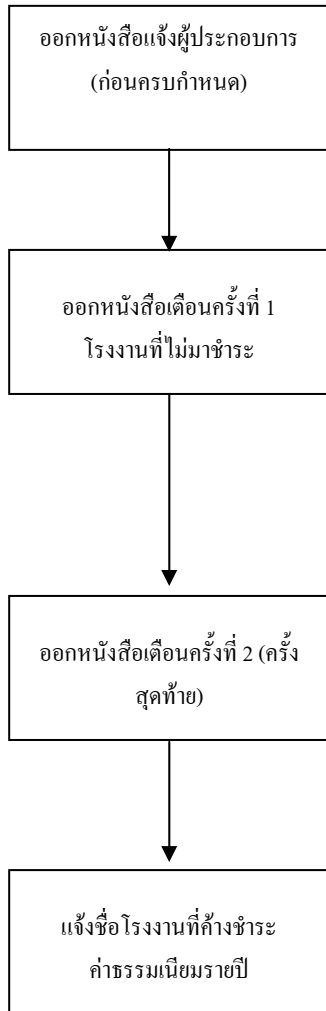 ออกหนังสือแจ้งผู้ประกอบการ
(ก่อนครบกำหนด)
ออกหนังสือเตือนครั้งที่ 1
โรงงานที่ไม่มาชำระ
ออกหนังสือเตือนครั้งที่ 2 (ครั้ง
สุดท้าย)
แจ้งชื่อโรงงานที่ค้างชำระ
ค่าธรรมเนียมรายปี